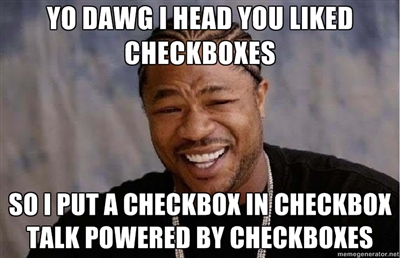 YO DAWG I HEAD YOU LIKED
CHECKBOXES
SO I PUT A CHECKBOX IN CHECKBOX
TALK POWERED BY CHECKBOXES
memegenerator.net